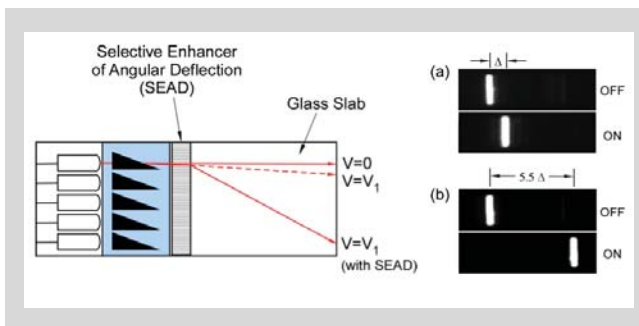 Selective Enhancer
of Angular Deflection
(SEAD)
Glass Slab
V=0
V=V₁
V=V₁
(with SEAD)
(a)
Δ
OFF
ON
(b)
5.5 Δ
OFF
ON